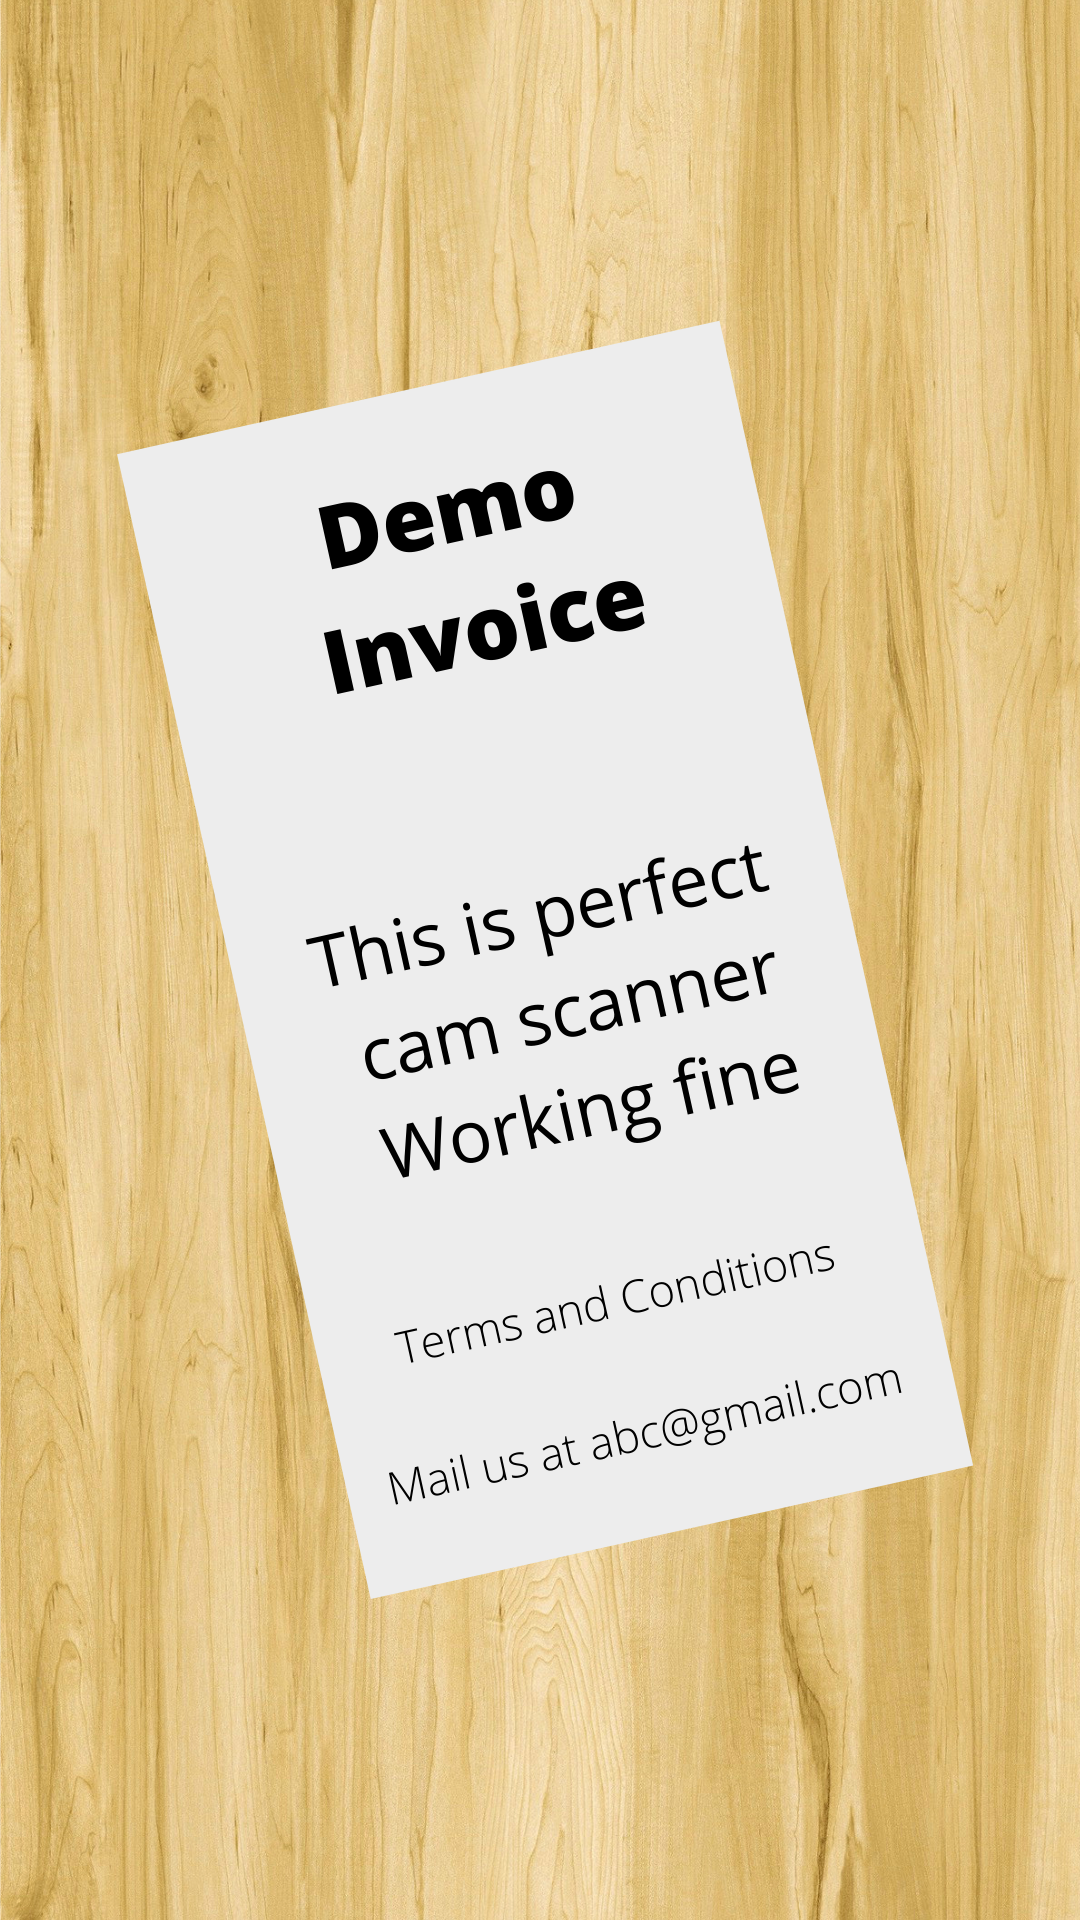 Demo
Invoice
This is perfect
cam scanner
Working fine
Terms and Conditions
Mail us at abc@gmail.com